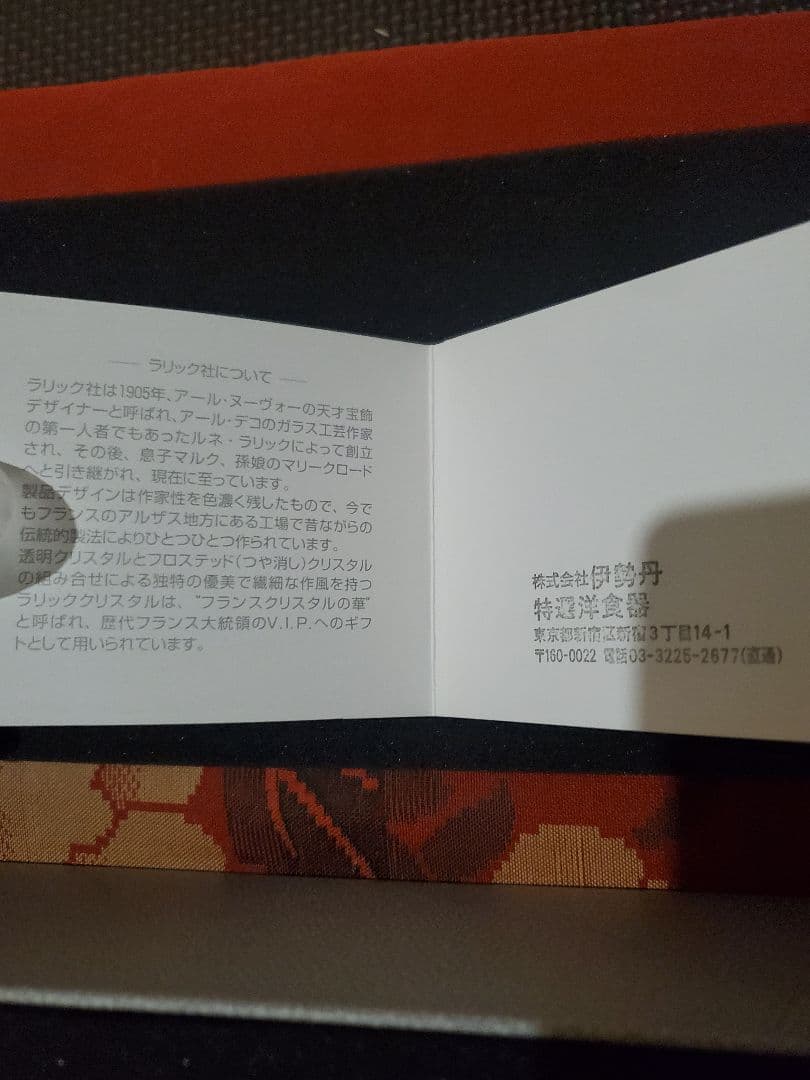 ラリック社について
ラリック社は1905年、アール・ヌーヴォーの天才宝飾
デザイナーと呼ばれ、アール・デコのガラス工芸作家
の第一人者でもあったルネ・ラリックによって創立
され、その後、息子マルク、孫娘のマリークロード
へと引き継がれ、現在に至っています。
製品デザインは作家性を色濃く残したもので、今で
もフランスのアルザス地方にある工場で昔ながらの
伝統的製法によりひとつひとつ作られています。
透明クリスタルとフロステッド(つや消し)クリスタル
の組み合せによる独特の優美で繊細な作風を持つ
ラリッククリスタルは、“フランスクリスタルの華”
と呼ばれ、歴代フランス大統領のV.I.P.へのギフ
トとして用いられています。
株式会社伊勢丹
特選洋食器
東京都新宿区新宿3丁目14-1
〒160-0022 電話03-3225-2677(直通)